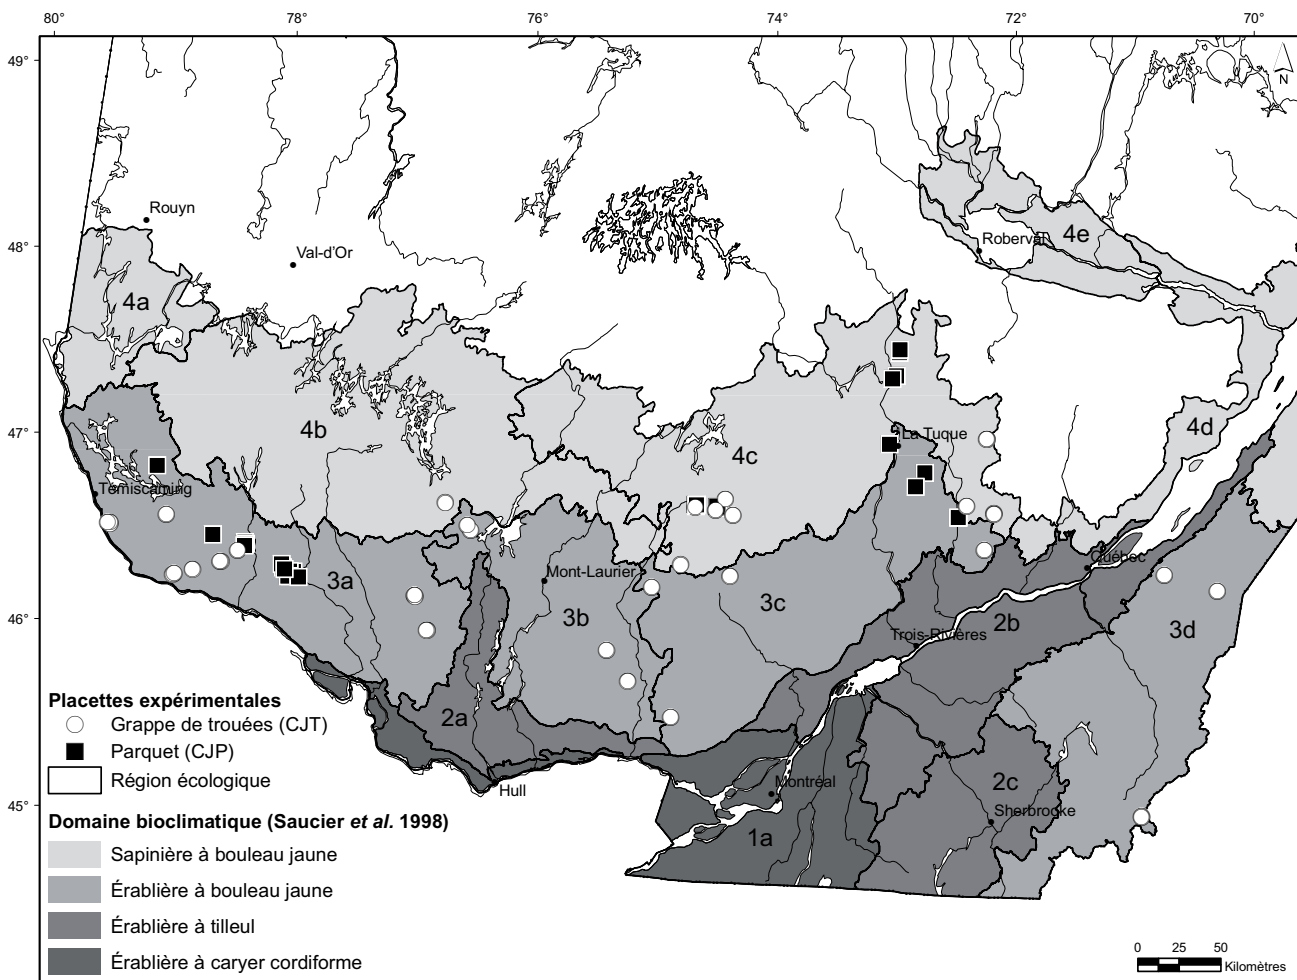 80° 78° 76° 74° 72° 70°
49°
N
Rouyn
48°
Val-d'Or
Roberval
4e
4a
47°
4b
4c
La Tuque
4d
Témiscaming
Québec
3a
Mont-Laurier
3b
3c
46°
2b
3d
Trois-Rivières
2a
Placettes expérimentales
Grappe de trouées (CJT)
Parquet (CJP)
Région écologique
Hull
Montréal
2c
45°
Sherbrooke
1a
Domaine bioclimatique (Saucier et al. 1998)
Sapinière à bouleau jaune
Érablière à bouleau jaune
Érablière à tilleul
Érablière à caryer cordiforme
0 25 50
Kilomètres